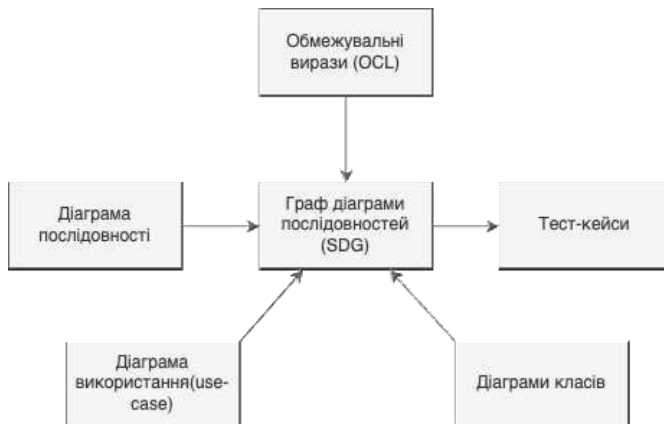 Обмежувальні
вирази (OCL)
Діаграма
послідовності
Граф діаграми
послідовностей
(SDG)
Тест-кейси
Діаграма
використання(use-
case)
Діаграми класів